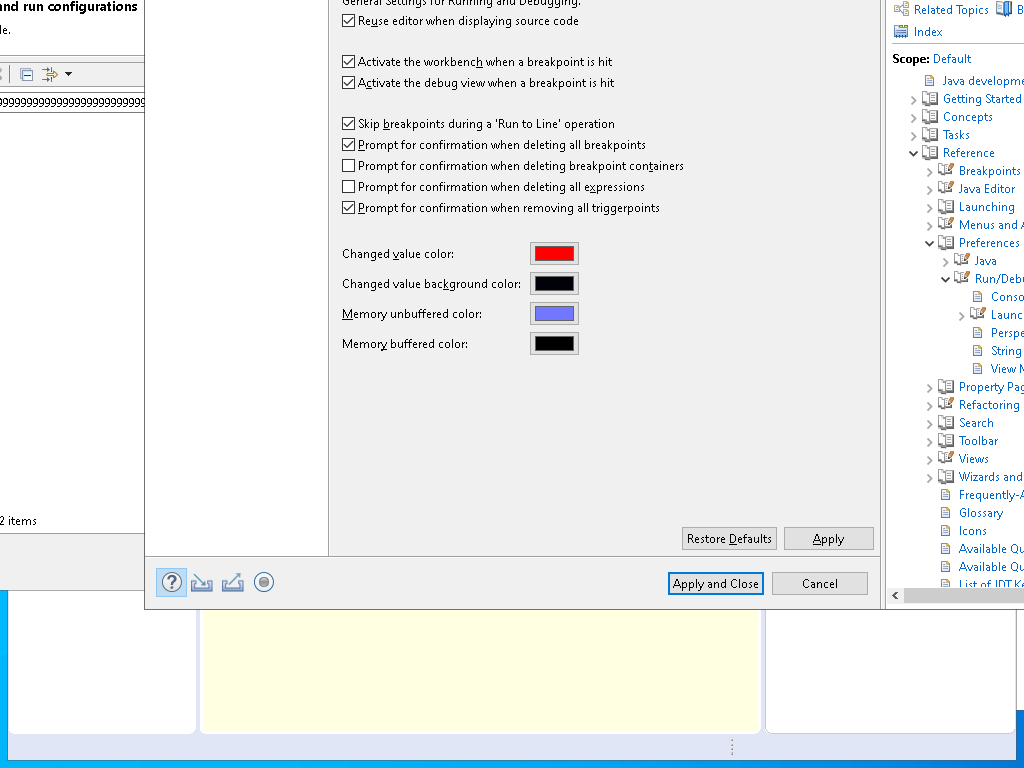 and run configurations
General Settings for Running and Debugging.
Reuse editor when displaying source code
Activate the workbench when a breakpoint is hit
Activate the debug view when a breakpoint is hit
Skip breakpoints during a 'Run to Line' operation
Prompt for confirmation when deleting all breakpoints
Prompt for confirmation when deleting breakpoint containers
Prompt for confirmation when deleting all expressions
Prompt for confirmation when removing all triggerpoints
Changed value color:
Changed value background color:
Memory unbuffered color:
Memory buffered color:
2 items
Restore Defaults
Apply
Apply and Close
Cancel
Related Topics
B
Index
Scope: Default
Java developme
Getting Started
Concepts
Tasks
Reference
Breakpoints
Java Editor
Launching
Menus and A
Preferences
Java
Run/Debu
Conso
Launc
Perspe
String
View M
Property Pag
Refactoring
Search
Toolbar
Views
Wizards and
Frequently-A
Glossary
Icons
Available Qu
Available Qu
List of JDT Ke